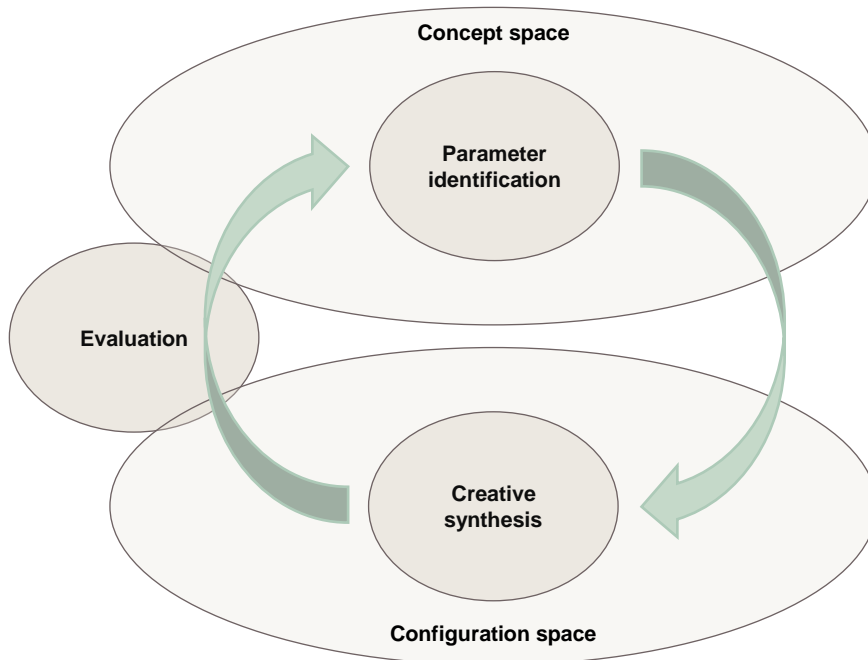 Concept space
Parameter
identification
Evaluation
Creative
synthesis
Configuration space